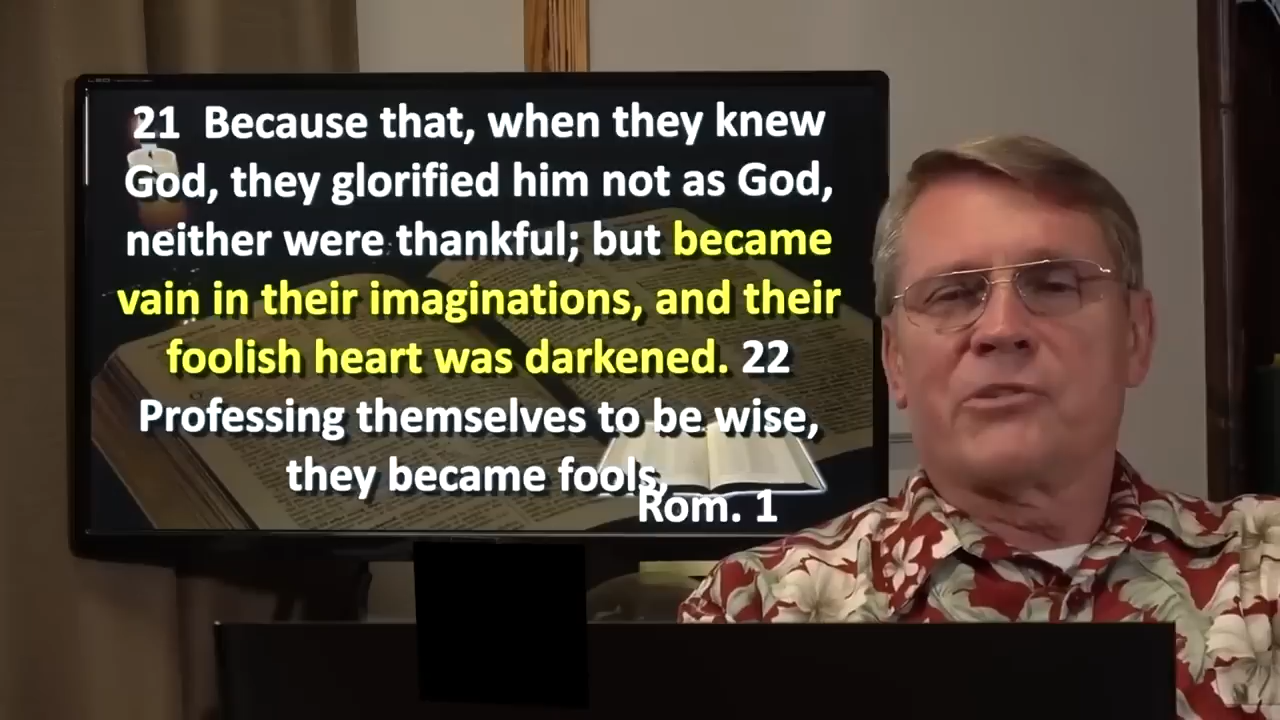 21 Because that, when they knew
God, they glorified him not as God,
neither were thankful; but became
vain in their imaginations, and their
foolish heart was darkened. 22
Professing themselves to be wise,
they became fools,
Rom. 1